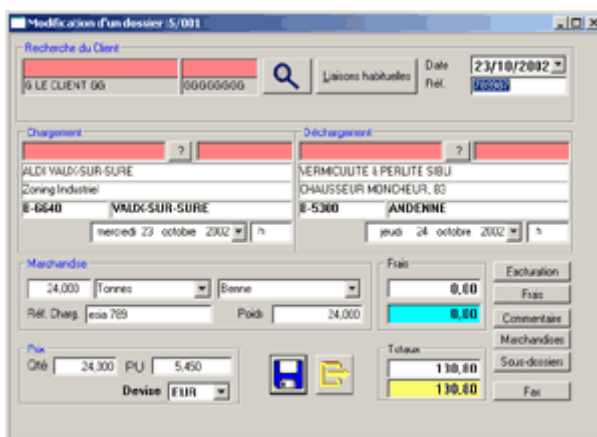 Modification d'un dossier :5/001
Recherche du Client
G LE CLIENT GG GGGGGGGG
Liaisons habituelles
Date 23/10/2002
Réf.
Chargement
?
ALDI VAUX-SUR-SURE
Zoning Industriel
B-6640 VAUX-SUR-SURE
mercredi 23 octobre 2002 h
Déchargement
?
VERMICULITE & PERLITE SIBLI
CHAUSSEUR MONCHEUR, 83
B-5300 ANDENNE
jeudi 24 octobre 2002 h
Marchandise
24,000 Tonnes Benne
Réf. Charg. esia 789 Poids 24,000
Frais
0,00
0,00
Prix
Qté 24,000 PU 5,450
Devise EUR
Totaux
130,80
130,80
Facturation
Frais
Commentaire
Marchandises
Sous-dossiers
Fax